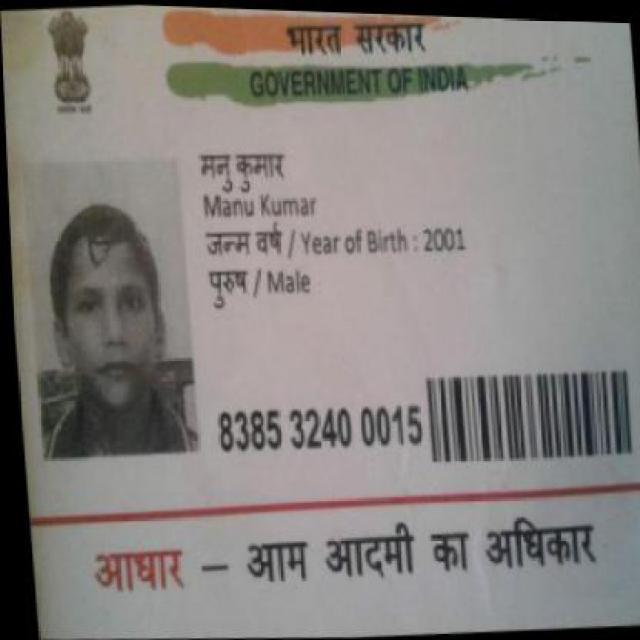 भारत सरकार
GOVERNMENT OF INDIA
मनु कुमार
Manu Kumar
जन्म वर्ष / Year of Birth : 2001
पुरुष / Male
8385 3240 0015
आधार – आम आदमी का अधिकार